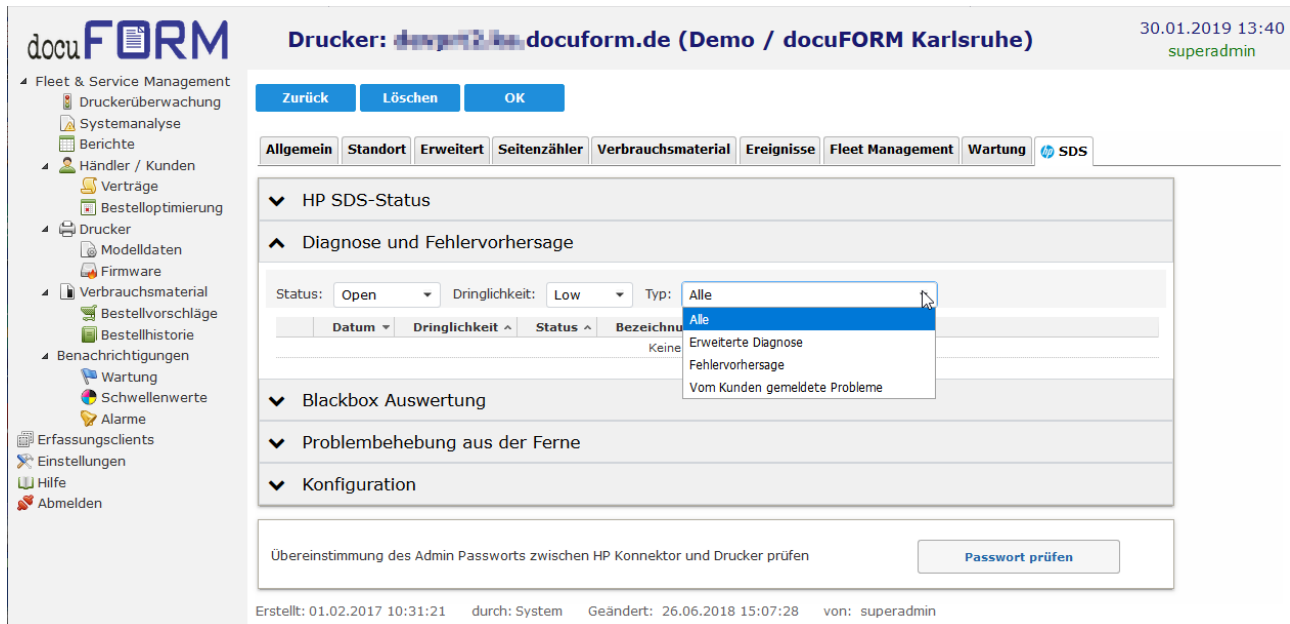 docuFORM
Drucker: docuform.de (Demo / docuFORM Karlsruhe)
30.01.2019 13:40
superadmin
Fleet & Service Management
Druckerüberwachung
Systemanalyse
Berichte
Händler / Kunden
Verträge
Bestelloptimierung
Drucker
Modelldaten
Firmware
Verbrauchsmaterial
Bestellvorschläge
Bestellhistorie
Benachrichtigungen
Wartung
Schwellenwerte
Alarme
Erfassungsclients
Einstellungen
Hilfe
Abmelden
Zurück Löschen OK
Allgemein Standort Erweitert Seitenzähler Verbrauchsmaterial Ereignisse Fleet Management Wartung hp SDS
HP SDS-Status
Diagnose und Fehlervorhersage
Status: Open Dringlichkeit: Low Typ: Alle
Datum Dringlichkeit Status Bezeichnu
Keine
Alle
Erweiterte Diagnose
Fehlervorhersage
Vom Kunden gemeldete Probleme
Blackbox Auswertung
Problembehebung aus der Ferne
Konfiguration
Übereinstimmung des Admin Passworts zwischen HP Konnektor und Drucker prüfen Passwort prüfen
Erstellt: 01.02.2017 10:31:21 durch: System Geändert: 26.06.2018 15:07:28 von: superadmin